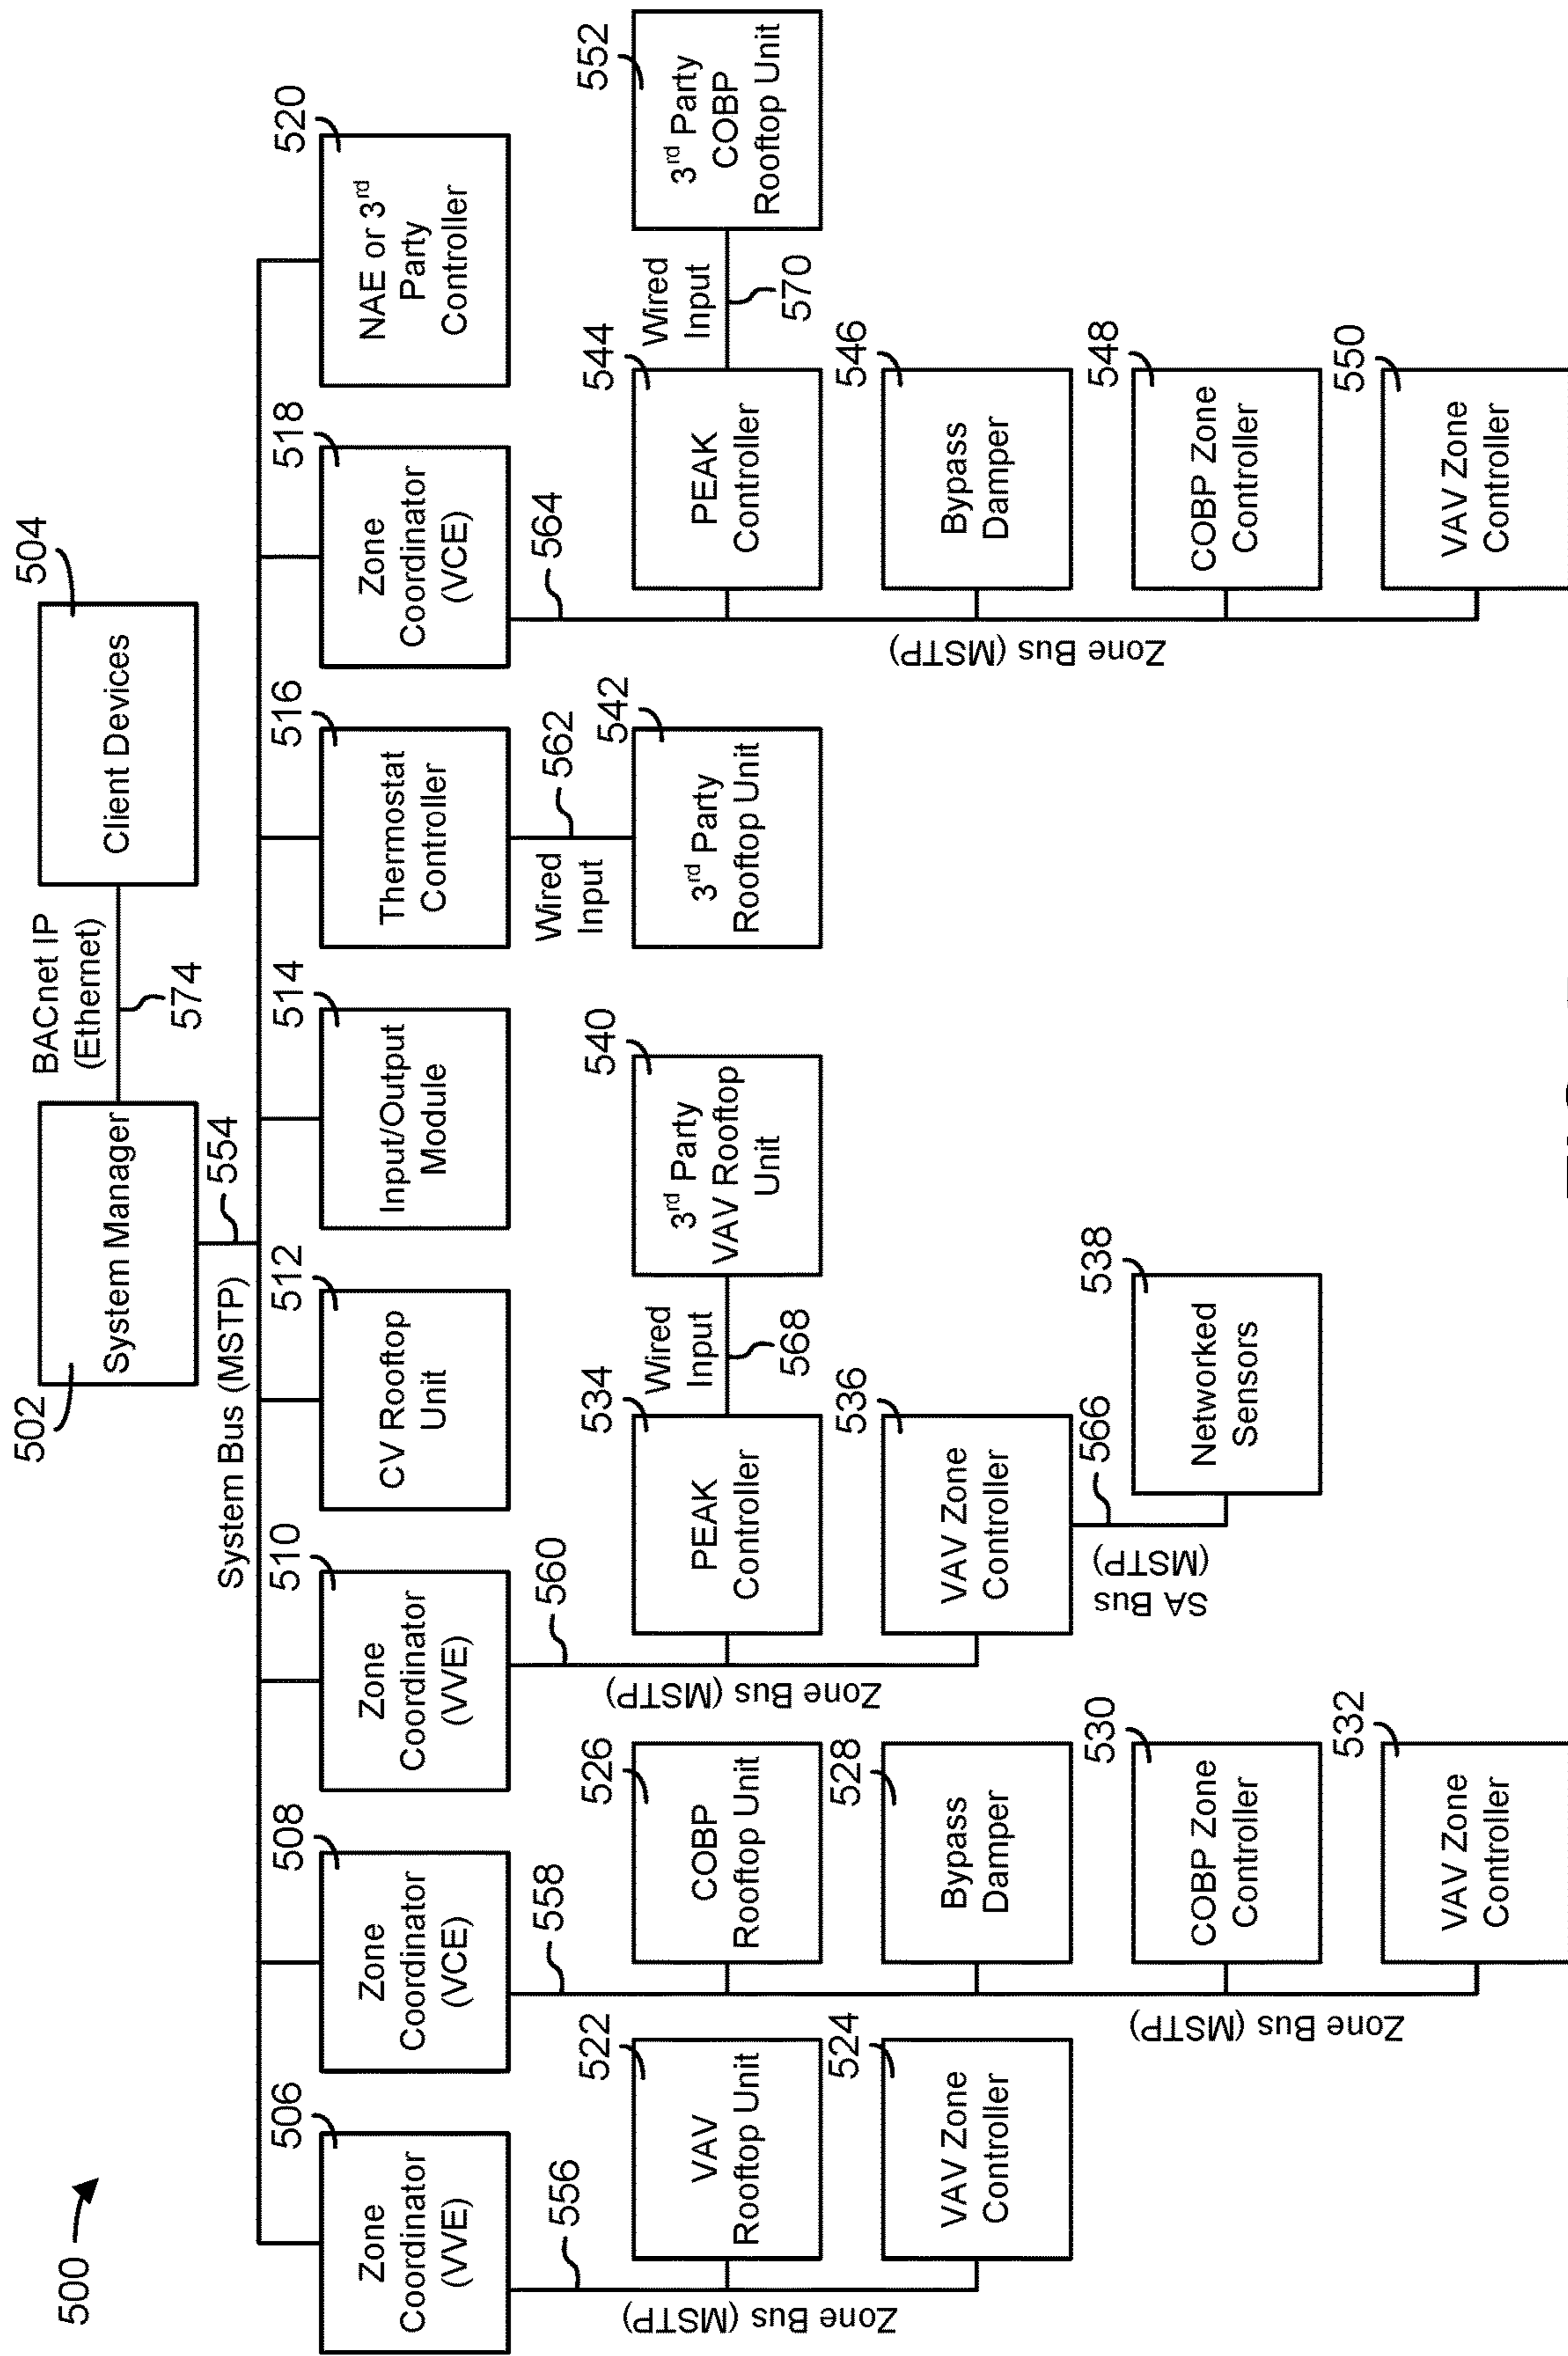 500
502
System Manager
BACnet IP
(Ethernet)
574
504
Client Devices
System Bus (MSTP)
554
506
Zone
Coordinator
(VVE)
508
Zone
Coordinator
(VCE)
510
Zone
Coordinator
(VVE)
512
CV Rooftop
Unit
514
Input/Output
Module
516
Thermostat
Controller
518
Zone
Coordinator
(VCE)
520
NAE or 3rd
Party
Controller
556
Zone Bus (MSTP)
522
VAV
Rooftop Unit
524
VAV Zone
Controller
558
Zone Bus (MSTP)
526
COBP
Rooftop Unit
528
Bypass
Damper
530
COBP Zone
Controller
532
VAV Zone
Controller
560
Zone Bus (MSTP)
534
PEAK
Controller
Wired
Input
568
540
3rd Party
VAV Rooftop
Unit
536
VAV Zone
Controller
566
SA Bus
(MSTP)
538
Networked
Sensors
Wired
Input
562
542
3rd Party
Rooftop Unit
564
Zone Bus (MSTP)
544
PEAK
Controller
Wired
Input
570
552
3rd Party
COBP
Rooftop Unit
546
Bypass
Damper
548
COBP Zone
Controller
550
VAV Zone
Controller